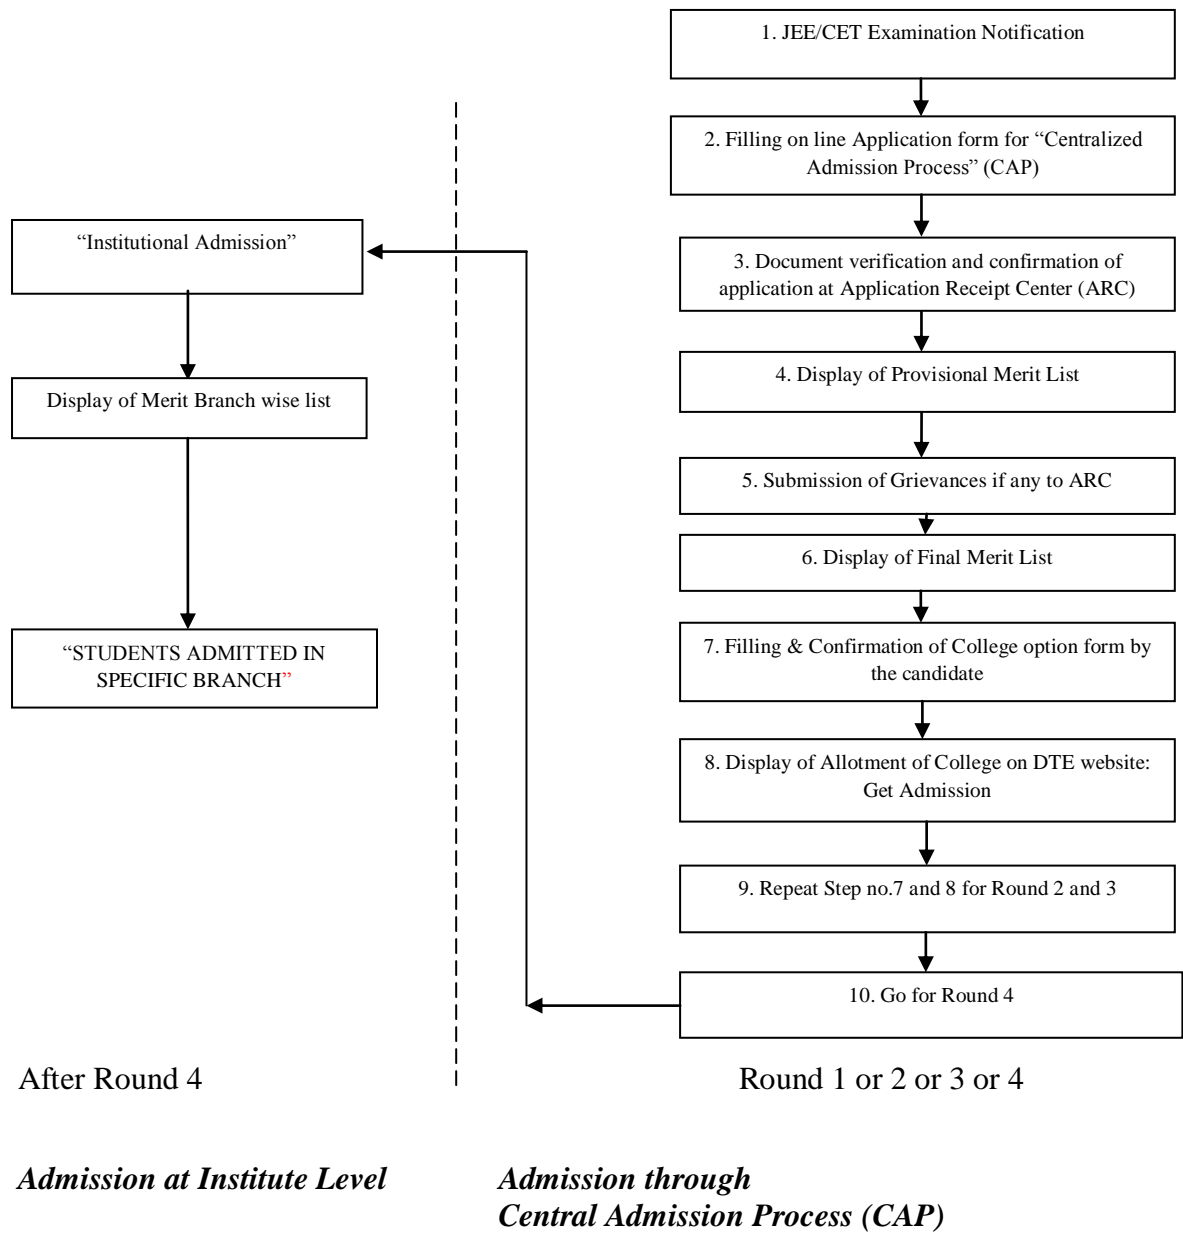 1. JEE/CET Examination Notification
2. Filling on line Application form for “Centralized
Admission Process” (CAP)
3. Document verification and confirmation of
application at Application Receipt Center (ARC)
4. Display of Provisional Merit List
5. Submission of Grievances if any to ARC
6. Display of Final Merit List
7. Filling & Confirmation of College option form by
the candidate
8. Display of Allotment of College on DTE website:
Get Admission
9. Repeat Step no.7 and 8 for Round 2 and 3
10. Go for Round 4
“Institutional Admission”
Display of Merit Branch wise list
“STUDENTS ADMITTED IN
SPECIFIC BRANCH”
After Round 4
Round 1 or 2 or 3 or 4
Admission at Institute Level
Admission through
Central Admission Process (CAP)